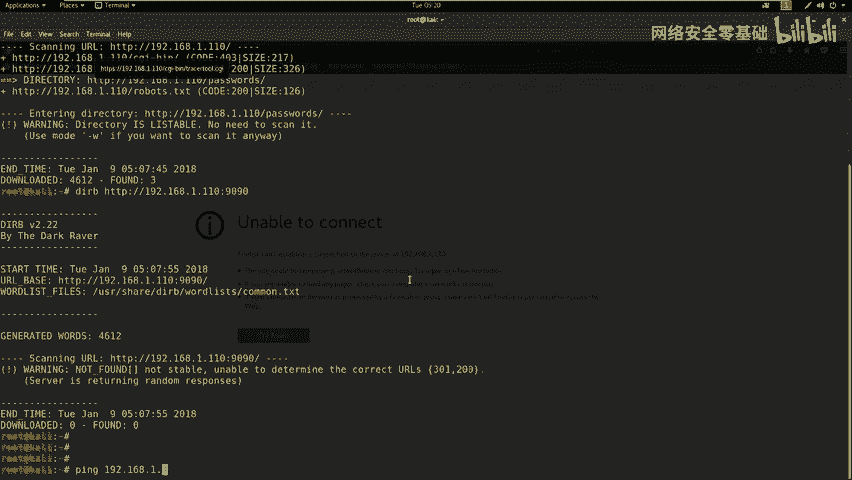 Applications Places Terminal Tue 05:20
root@kali: ~
File Edit View Search Terminal Help
网络安全零基础 bilibili
---- Scanning URL: http://192.168.1.110/ ----
+ http://192.168.1.110/cgi-bin/ (CODE:403|SIZE:217)
+ http://192.168.1.110/ 200|SIZE:326)
https://192.168.1.110/cgi-bin/tracertool.cgi
==> DIRECTORY: http://192.168.1.110/passwords/
+ http://192.168.1.110/robots.txt (CODE:200|SIZE:126)
---- Entering directory: http://192.168.1.110/passwords/ ----
(!) WARNING: Directory IS LISTABLE. No need to scan it.
(Use mode '-w' if you want to scan it anyway)
-----------------
END_TIME: Tue Jan  9 05:07:45 2018
DOWNLOADED: 4612 - FOUND: 3
root@kali:~# dirb http://192.168.1.110:9090
-----------------
DIRB v2.22
By The Dark Raver
-----------------
Unable to connect
START_TIME: Tue Jan  9 05:07:55 2018
URL_BASE: http://192.168.1.110:9090/
WORDLIST_FILES: /usr/share/dirb/wordlists/common.txt
-----------------
GENERATED WORDS: 4612
---- Scanning URL: http://192.168.1.110:9090/ ----
(!) WARNING: NOT_FOUND[] not stable, unable to determine the correct URLs {301,200}.
(Server is returning random responses)
-----------------
END_TIME: Tue Jan  9 05:07:55 2018
DOWNLOADED: 0 - FOUND: 0
root@kali:~#
root@kali:~#
root@kali:~#
root@kali:~# ping 192.168.1.